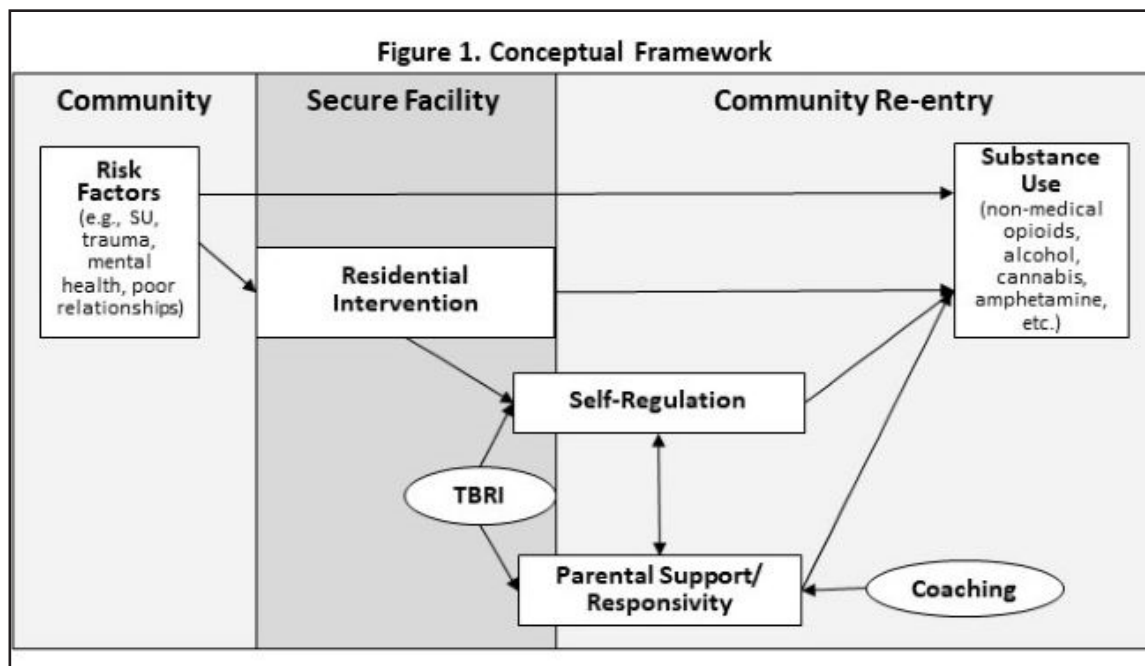 Figure 1. Conceptual Framework
Community
Secure Facility
Community Re-entry
Risk
Factors
(e.g., SU,
trauma,
mental
health, poor
relationships)
Residential
Intervention
Substance
Use
(non-medical
opioids,
alcohol,
cannabis,
amphetamine,
etc.)
Self-Regulation
TBRI
Parental Support/
Responsivity
Coaching